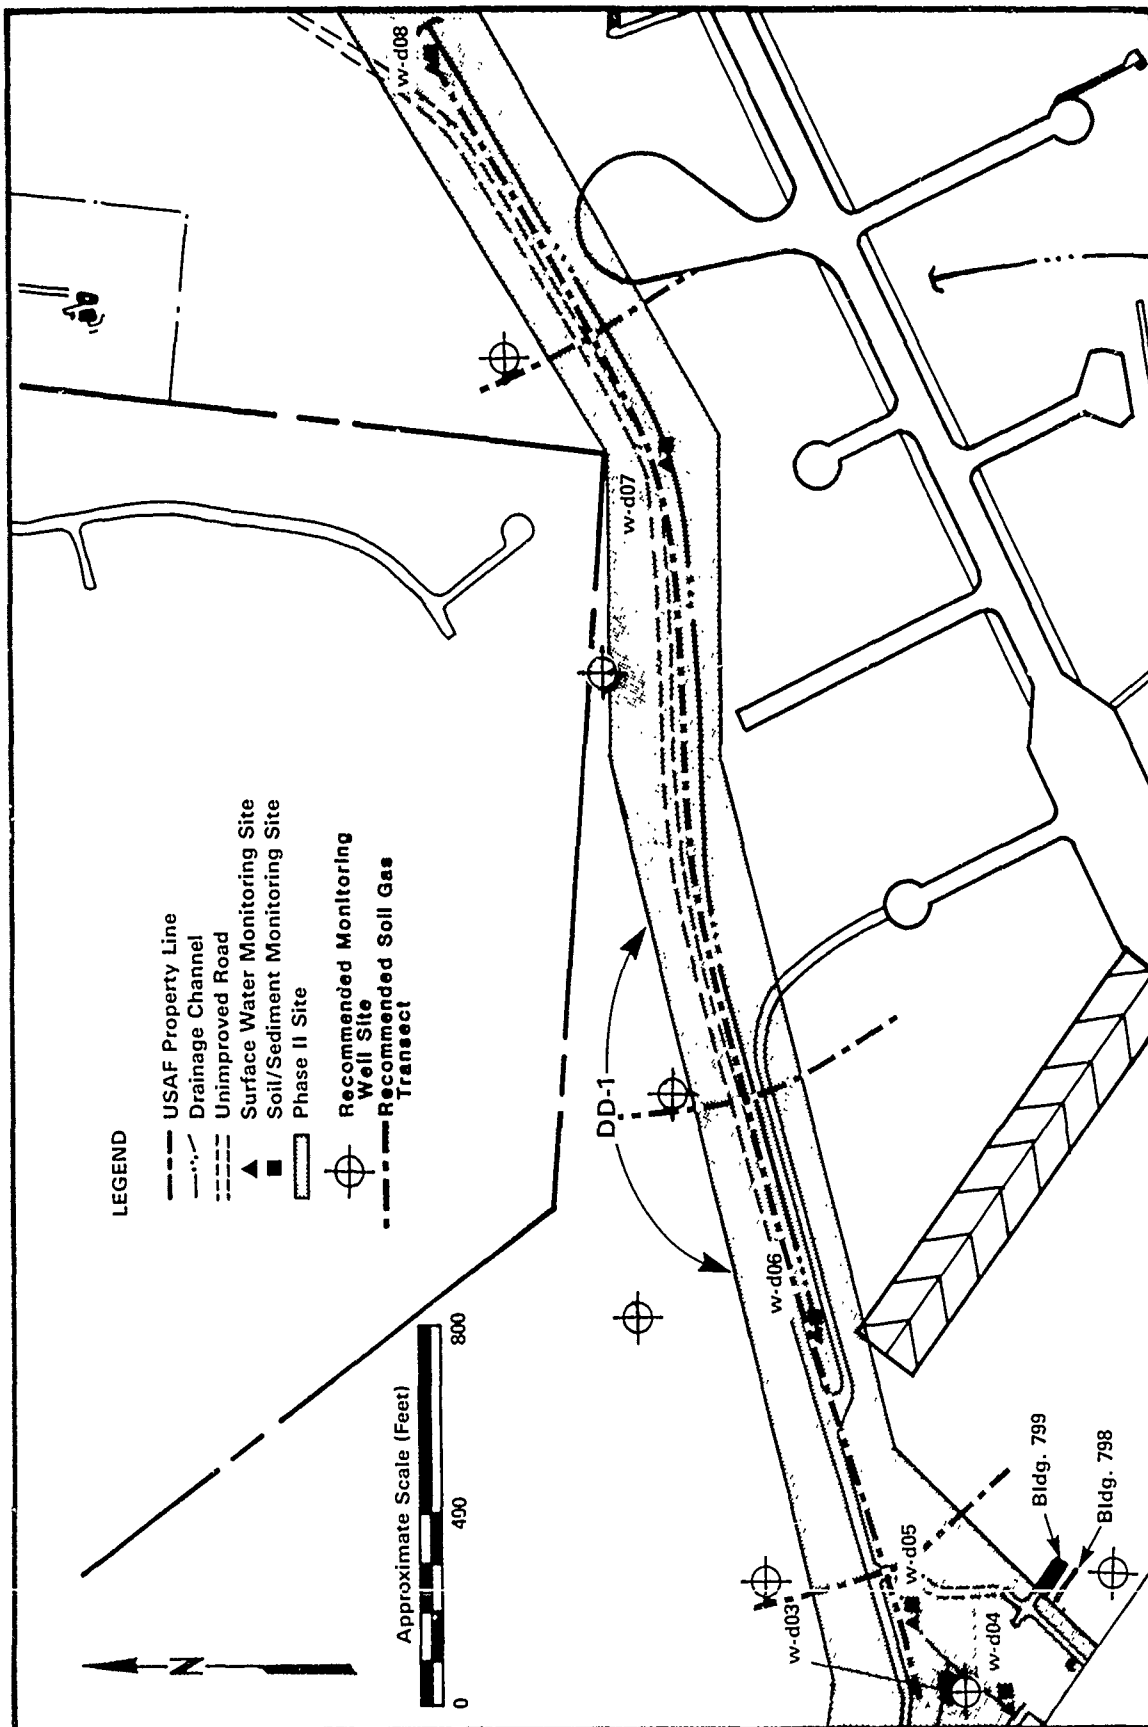 LEGEND
USAF Property Line
Drainage Channel
Unimproved Road
Surface Water Monitoring Site
Soil/Sediment Monitoring Site
Phase II Site
Recommended Monitoring
Well Site
Recommended Soil Gas
Transect
N
Approximate Scale (Feet)
0
400
800
DD-1
w-d03
w-d04
w-d05
w-d06
w-d07
w-d08
Bldg. 799
Bldg. 798